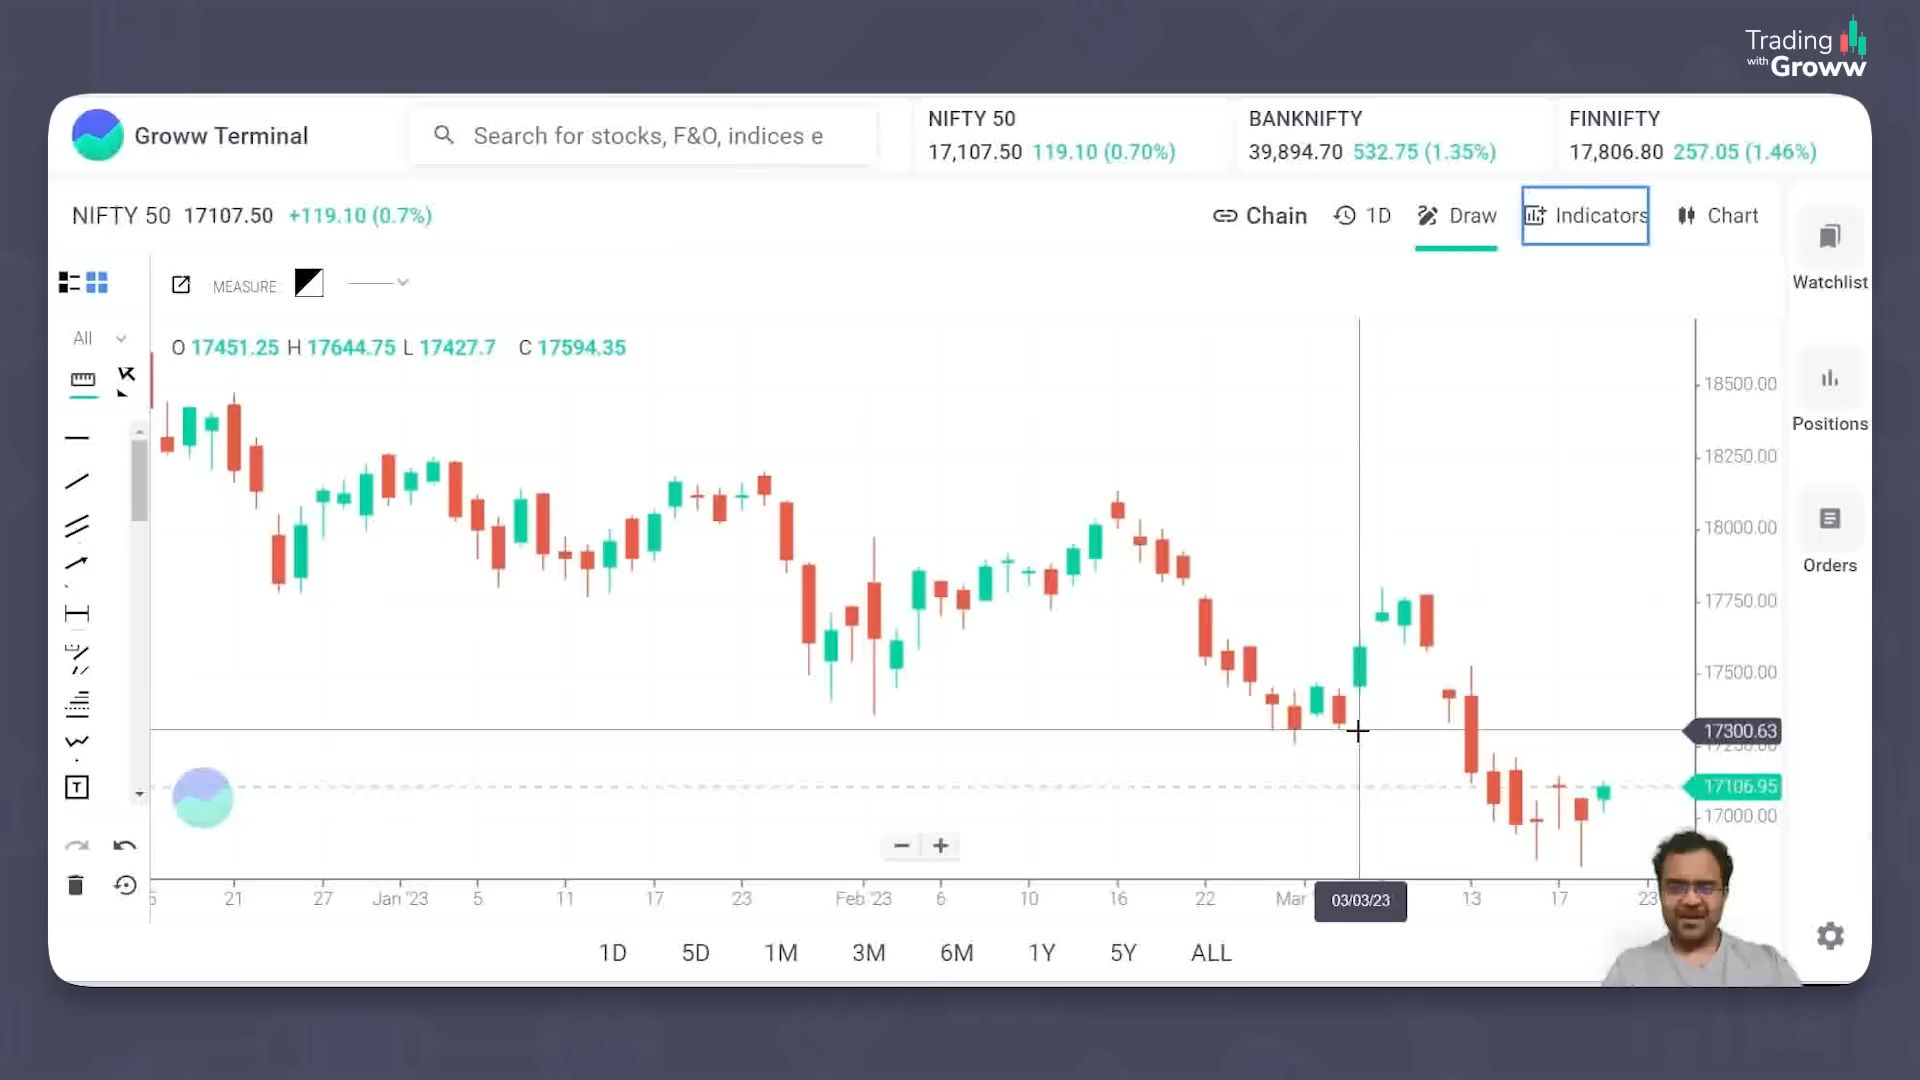 Trading
with Groww
Groww Terminal
Search for stocks, F&O, indices e
NIFTY 50
17,107.50 119.10 (0.70%)
BANKNIFTY
39,894.70 532.75 (1.35%)
FINNIFTY
17,806.80 257.05 (1.46%)
NIFTY 50 17107.50 +119.10 (0.7%)
Chain
1D
Draw
Indicators
Chart
Watchlist
MEASURE
All
O 17451.25 H 17644.75 L 17427.7 C 17594.35
18500.00
Positions
18250.00
18000.00
Orders
17750.00
17500.00
17300.63
17250.00
T
17106.95
17000.00
21 27 Jan '23 5 11 17 23 Feb '23 6 10 16 22 Mar 03/03/23 13 17 23
1D 5D 1M 3M 6M 1Y 5Y ALL